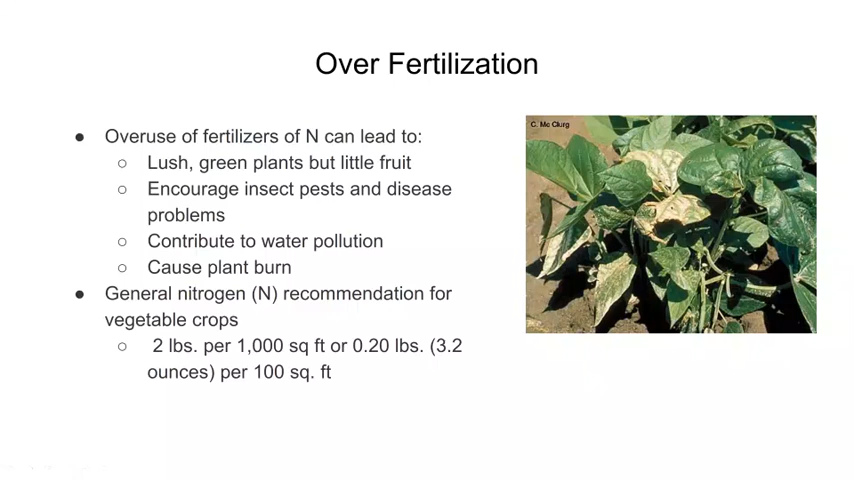 Over Fertilization
● Overuse of fertilizers of N can lead to:
○ Lush, green plants but little fruit
○ Encourage insect pests and disease
problems
○ Contribute to water pollution
○ Cause plant burn
● General nitrogen (N) recommendation for
vegetable crops
○ 2 lbs. per 1,000 sq ft or 0.20 lbs. (3.2
ounces) per 100 sq. ft
C. Mc Clurg